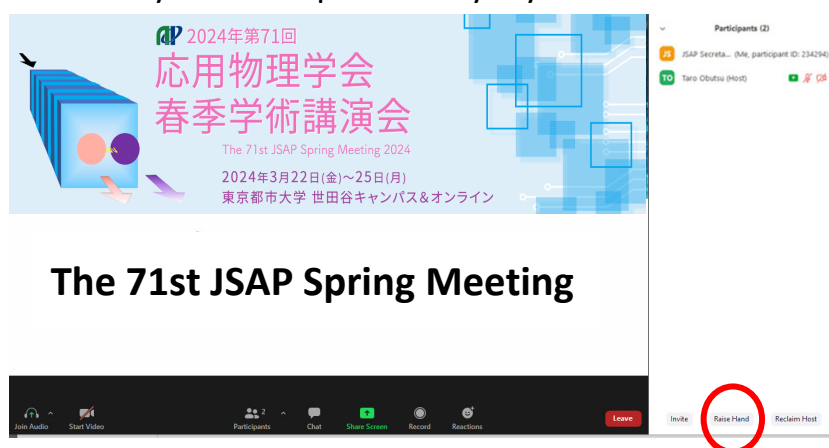 2024年第71回
応用物理学会
春季学術講演会
The 71st JSAP Spring Meeting 2024
2024年3月22日(金)~25日(月)
東京都市大学 世田谷キャンパス&オンライン
The 71st JSAP Spring Meeting
Participants (2)
JS JSAP Secreta... (Me, participant ID: 234294)
TO Taro Obutsu (Host)
Join Audio
Start Video
2
Participants
Chat
Share Screen
Record
Reactions
Leave
Invite
Raise Hand
Reclaim Host